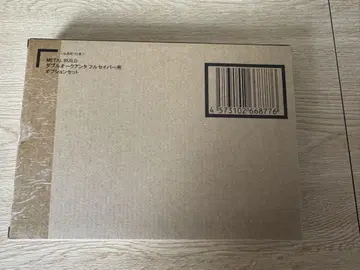 METAL BUILD
ダブルオークアンタ フルセイバー用
オプションセット
4 573102 668776